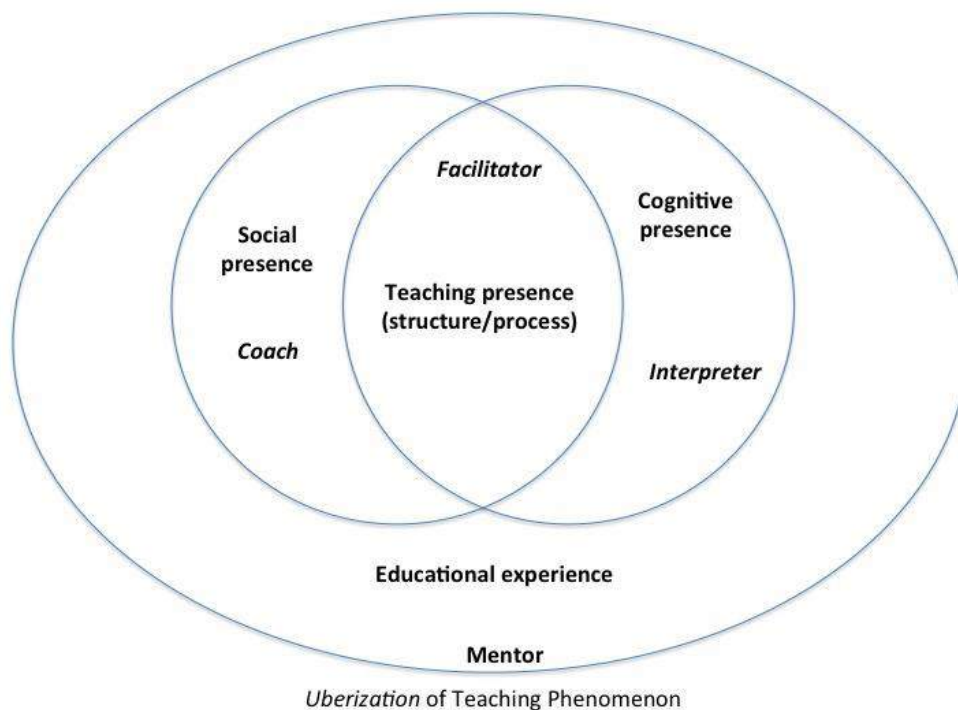 Facilitator
Cognitive
presence
Social
presence
Teaching presence
(structure/process)
Coach
Interpreter
Educational experience
Mentor
Uberization of Teaching Phenomenon